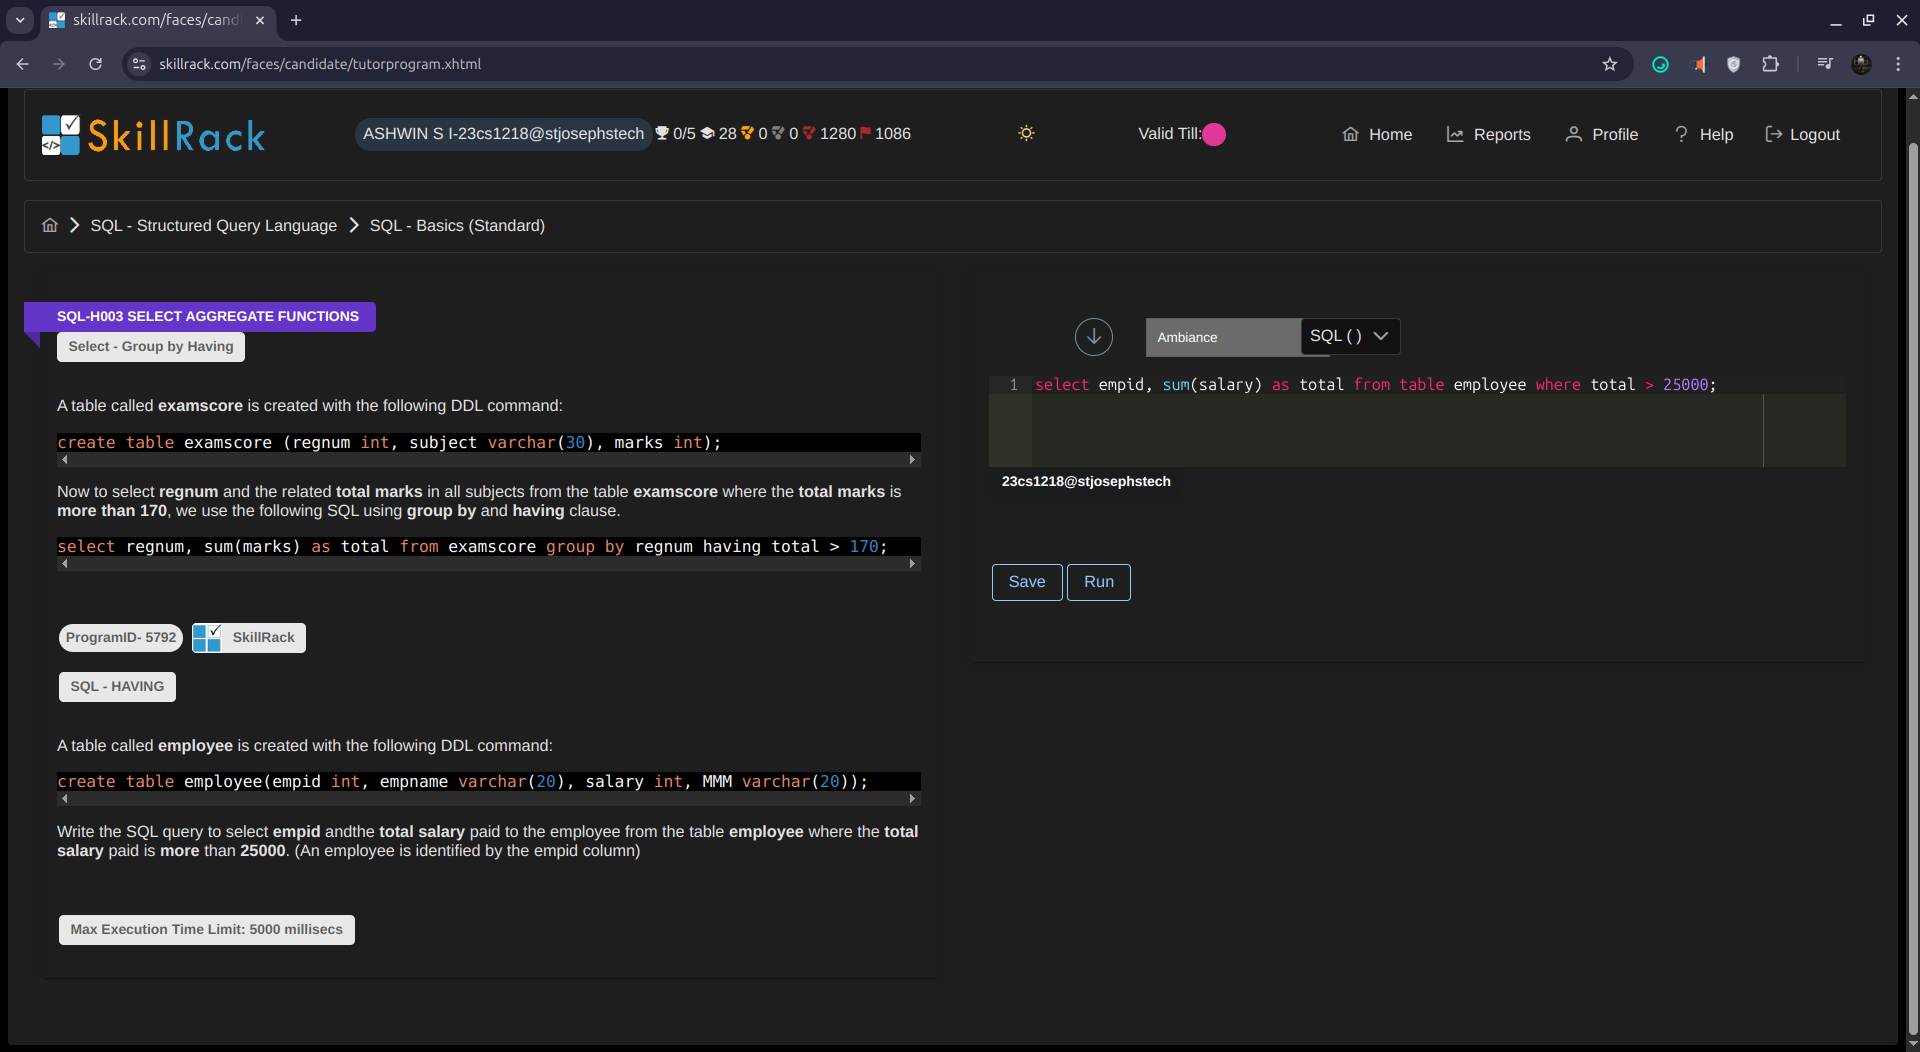 skillrack.com/faces/cand
skillrack.com/faces/candidate/tutorprogram.xhtml
SkillRack
ASHWIN S I-23cs1218@stjosephstech 0/5 28 0 0 1280 1086
Valid Till:
Home
Reports
Profile
? Help
Logout
SQL - Structured Query Language
SQL - Basics (Standard)
SQL-H003 SELECT AGGREGATE FUNCTIONS
Select - Group by Having
A table called examscore is created with the following DDL command:
create table examscore (regnum int, subject varchar(30), marks int);
Now to select regnum and the related total marks in all subjects from the table examscore where the total marks is
more than 170, we use the following SQL using group by and having clause.
select regnum, sum(marks) as total from examscore group by regnum having total > 170;
ProgramID- 5792
SkillRack
SQL - HAVING
A table called employee is created with the following DDL command:
create table employee(empid int, empname varchar(20), salary int, MMM varchar(20));
Write the SQL query to select empid andthe total salary paid to the employee from the table employee where the total
salary paid is more than 25000. (An employee is identified by the empid column)
Max Execution Time Limit: 5000 millisecs
Ambiance
SQL ( )
1 select empid, sum(salary) as total from table employee where total > 25000;
23cs1218@stjosephstech
Save
Run